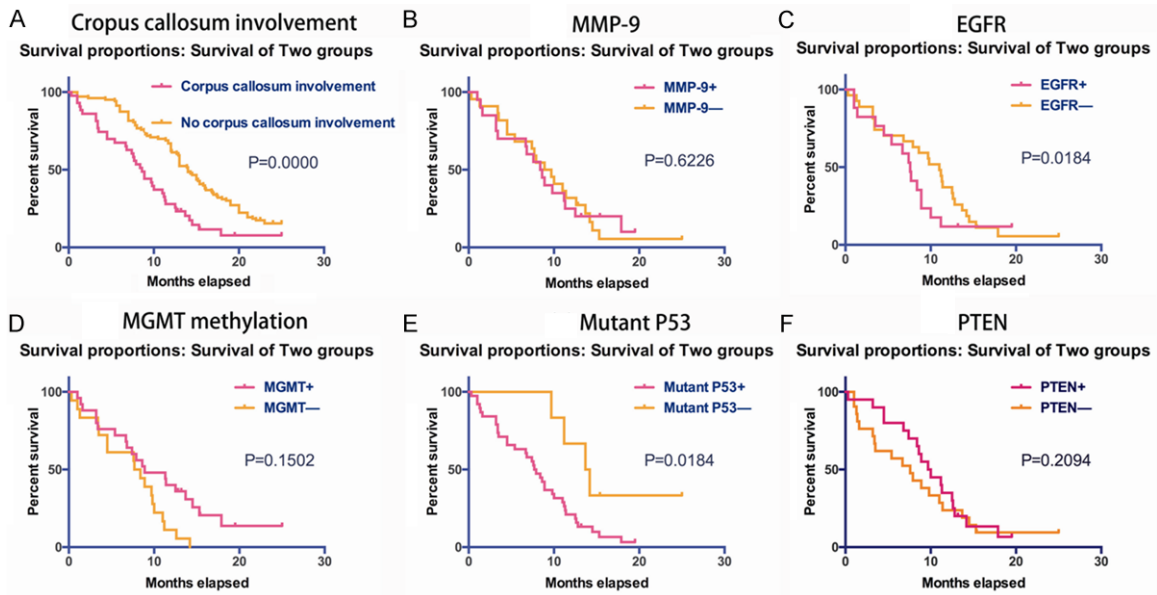 A
Cropus callosum involvement
Survival proportions: Survival of Two groups
Corpus callosum involvement
No corpus callosum involvement
P=0.0000
Percent survival
100
50
0
0 10 20 30
Months elapsed
B
MMP-9
Survival proportions: Survival of Two groups
MMP-9+
MMP-9—
P=0.6226
Percent survival
100
50
0
0 10 20 30
Months elapsed
C
EGFR
Survival proportions: Survival of Two groups
EGFR+
EGFR—
P=0.0184
Percent survival
100
50
0
0 10 20 30
Months elapsed
D
MGMT methylation
Survival proportions: Survival of Two groups
MGMT+
MGMT—
P=0.1502
Percent survival
100
50
0
0 10 20 30
Months elapsed
E
Mutant P53
Survival proportions: Survival of Two groups
Mutant P53+
Mutant P53—
P=0.0184
Percent survival
100
50
0
0 10 20 30
Months elapsed
F
PTEN
Survival proportions: Survival of Two groups
PTEN+
PTEN—
P=0.2094
Percent survival
100
50
0
0 10 20 30
Months elapsed